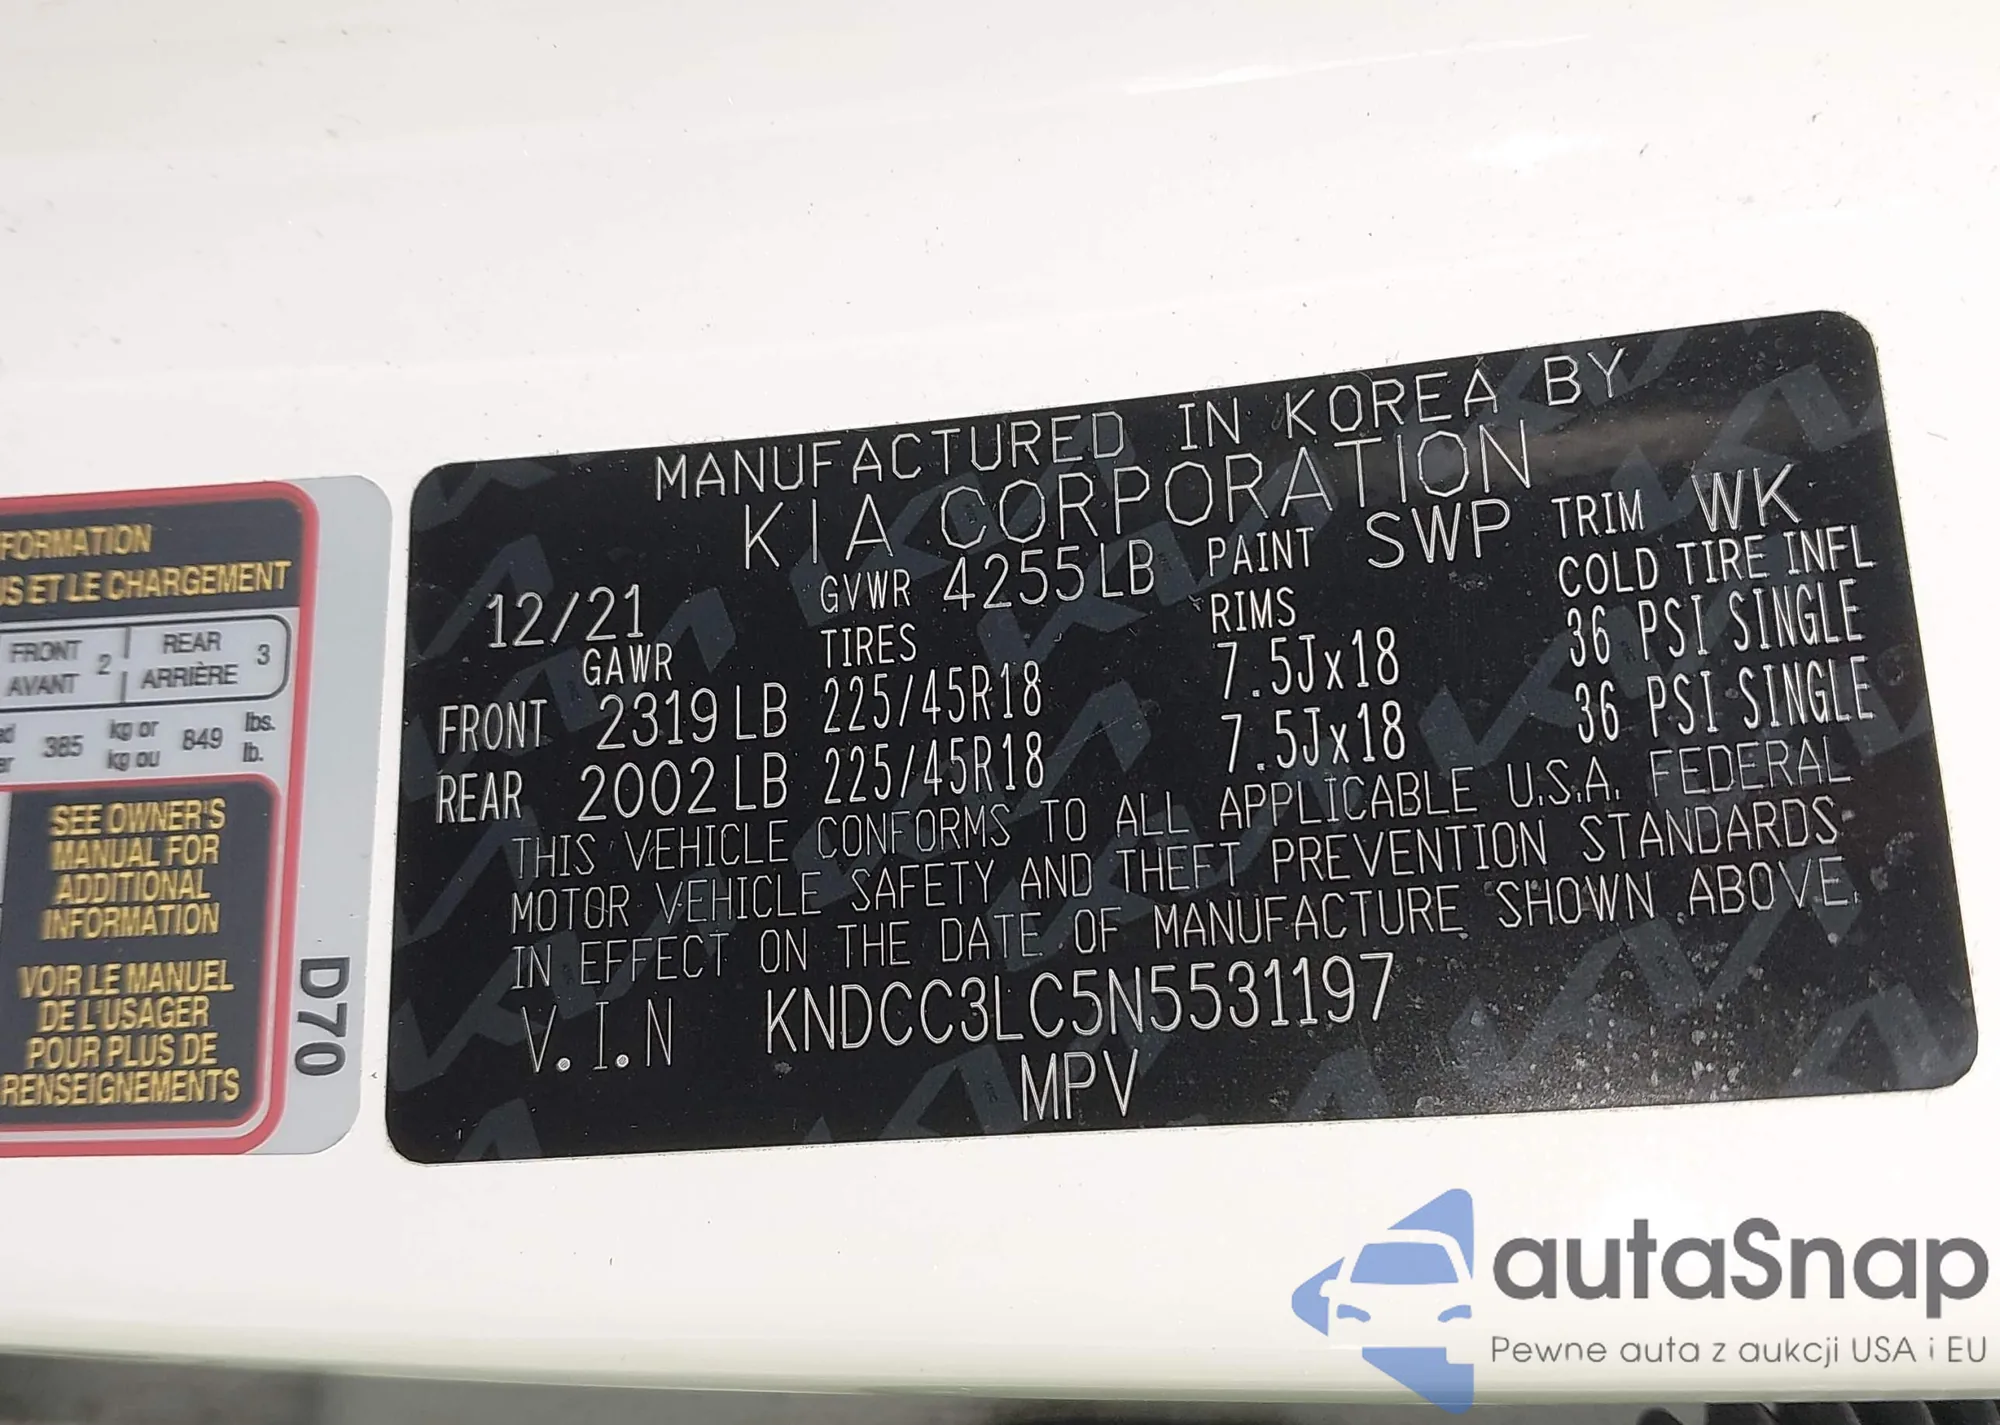 FORMATION
US ET LE CHARGEMENT
FRONT
AVANT
2
REAR
ARRIÈRE
3
385
kg or
kg ou
849
lbs.
lb.
SEE OWNER'S
MANUAL FOR
ADDITIONAL
INFORMATION
VOIR LE MANUEL
DE L'USAGER
POUR PLUS DE
RENSEIGNEMENTS
D70
MANUFACTURED IN KOREA BY
KIA CORPORATION
12/21 GVWR 4255LB PAINT SWP TRIM WK
GAWR TIRES RIMS COLD TIRE INFL
FRONT 2319LB 225/45R18 7.5Jx18 36 PSI SINGLE
REAR 2002LB 225/45R18 7.5Jx18 36 PSI SINGLE
THIS VEHICLE CONFORMS TO ALL APPLICABLE U.S.A. FEDERAL
MOTOR VEHICLE SAFETY AND THEFT PREVENTION STANDARDS
IN EFFECT ON THE DATE OF MANUFACTURE SHOWN ABOVE.
V.I.N KNDCC3LC5N5531197
MPV
autaSnap
Pewne auta z aukcji USA i EU